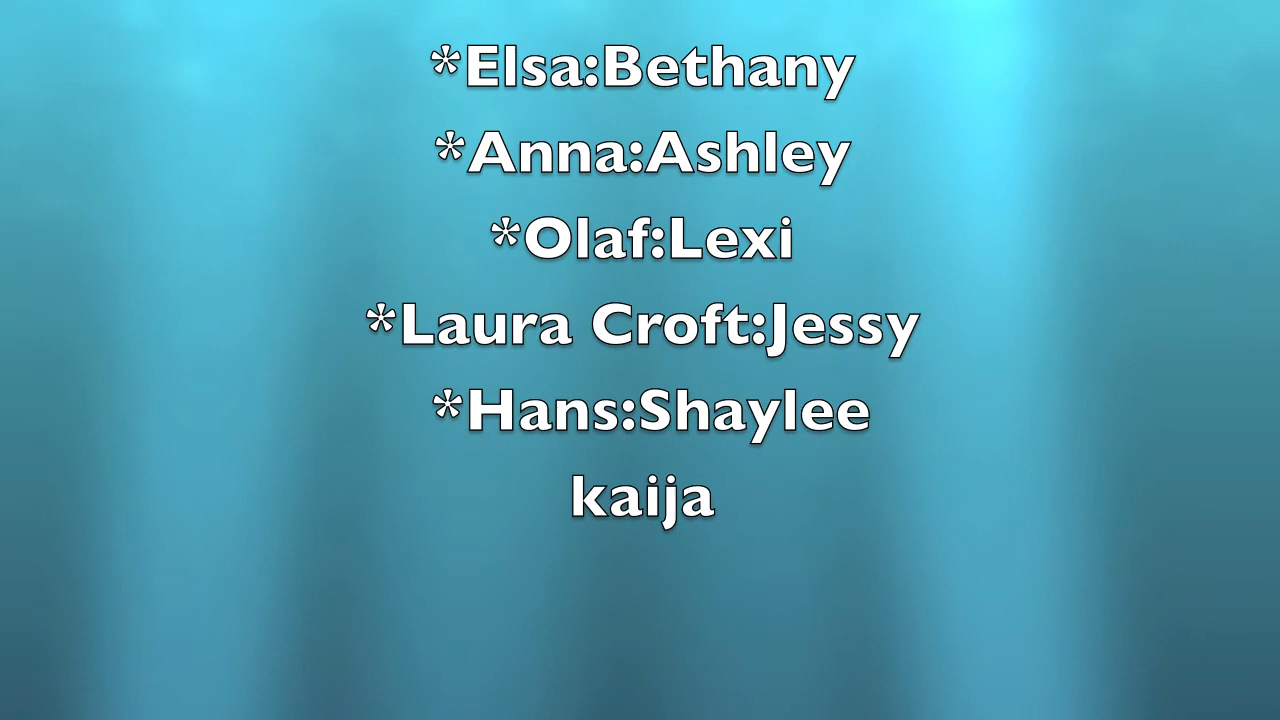 *Elsa:Bethany
*Anna:Ashley
*Olaf:Lexi
*Laura Croft:Jessy
*Hans:Shaylee
kaija